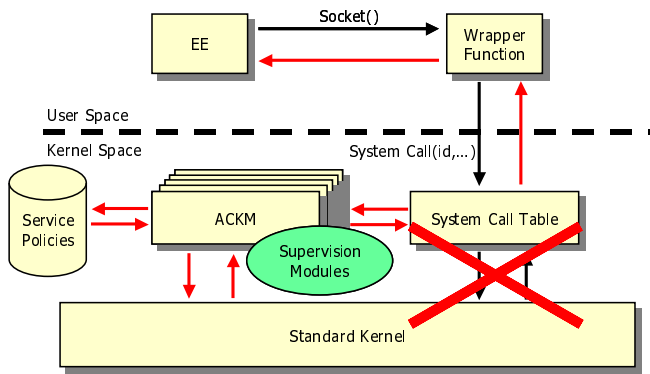 Socket()
EE
Wrapper
Function
User Space
Kernel Space
System Call(id,...)
Service
Policies
ACKM
System Call Table
Supervision
Modules
Standard Kernel